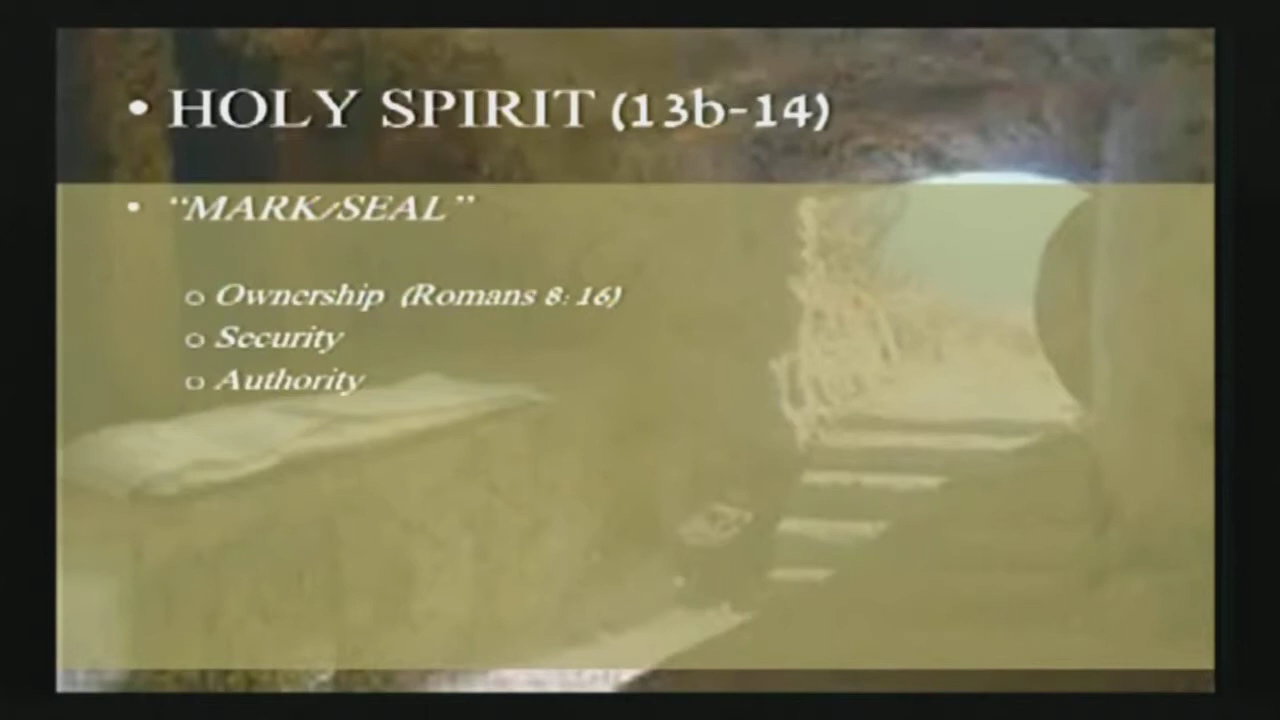 • HOLY SPIRIT (13b-14)
• “MARK/SEAL”
o Ownership (Romans 8: 16)
o Security
o Authority